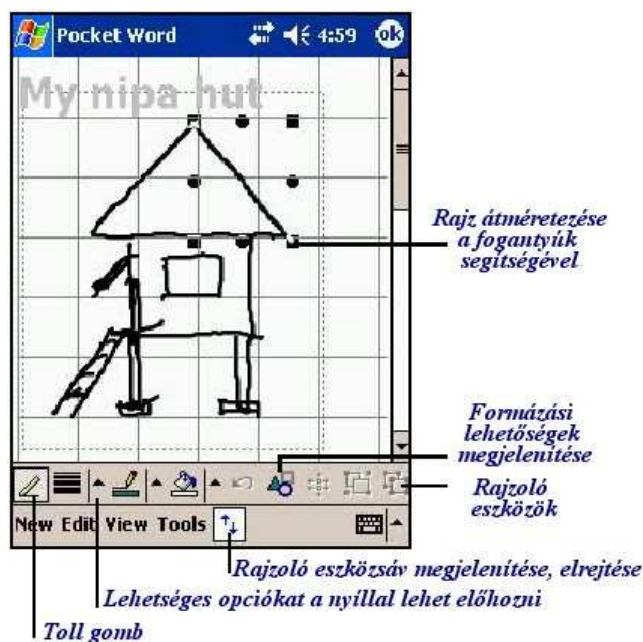 Pocket Word
4:59
ok
My nipa hut
Rajz átméretezése
a fogantyúk
segítségével
Formázási
lehetőségek
megjelenítése
Rajzoló
eszközök
New Edit View Tools
Rajzoló eszközsáv megjelenítése, elrejtése
Lehetséges opciókat a nyíllal lehet előhozni
Toll gomb